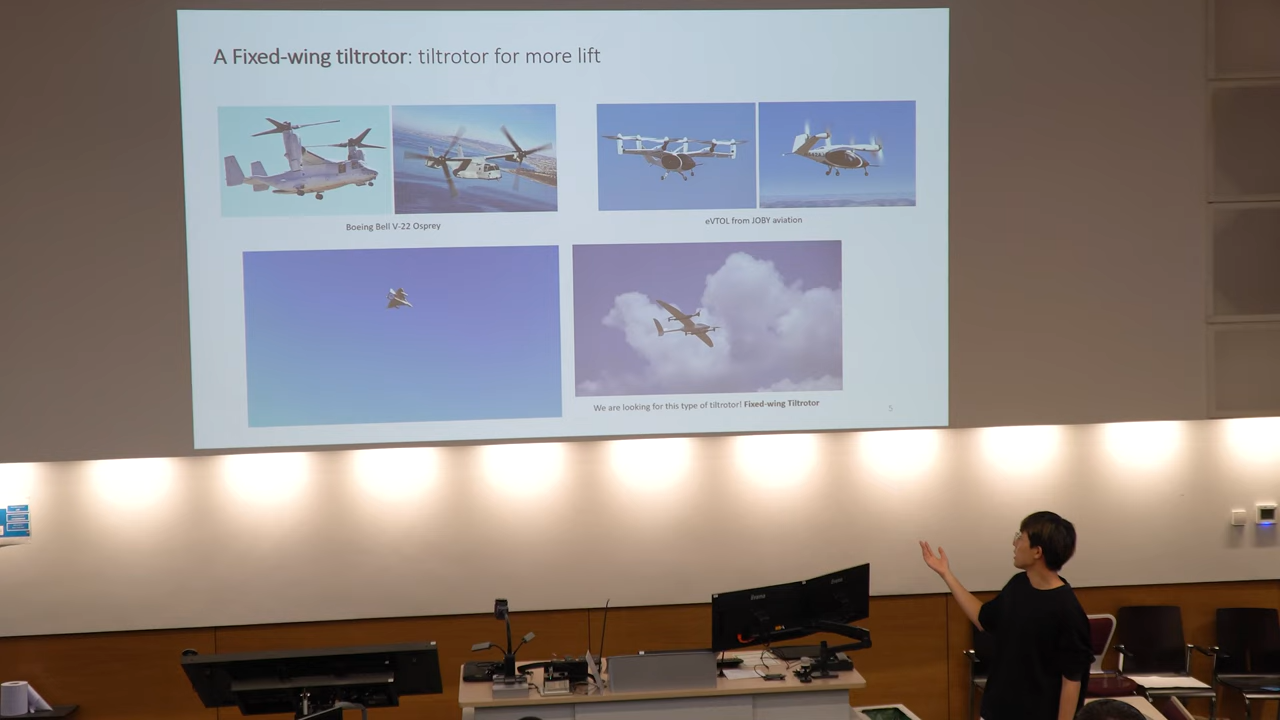 A Fixed-wing tiltrotor: tiltrotor for more lift
Boeing Bell V-22 Osprey
eVTOL from JOBY aviation
We are looking for this type of tiltrotor! Fixed-wing Tiltrotor
5